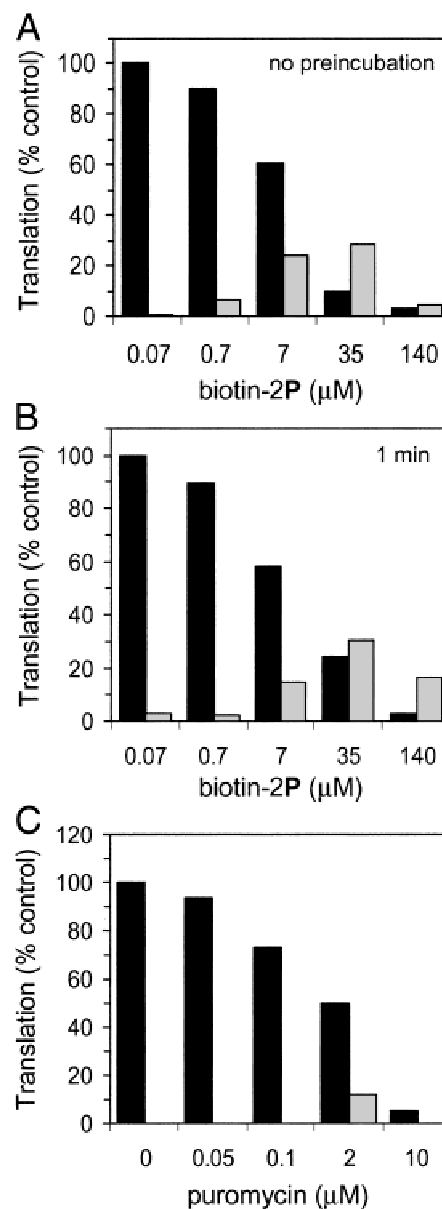 A
Translation (% control)
100
80
60
40
20
0
no preincubation
0.07 0.7 7 35 140
biotin-2P (μM)
B
Translation (% control)
100
80
60
40
20
0
1 min
0.07 0.7 7 35 140
biotin-2P (μM)
C
Translation (% control)
120
100
80
60
40
20
0
0 0.05 0.1 2 10
puromycin (μM)